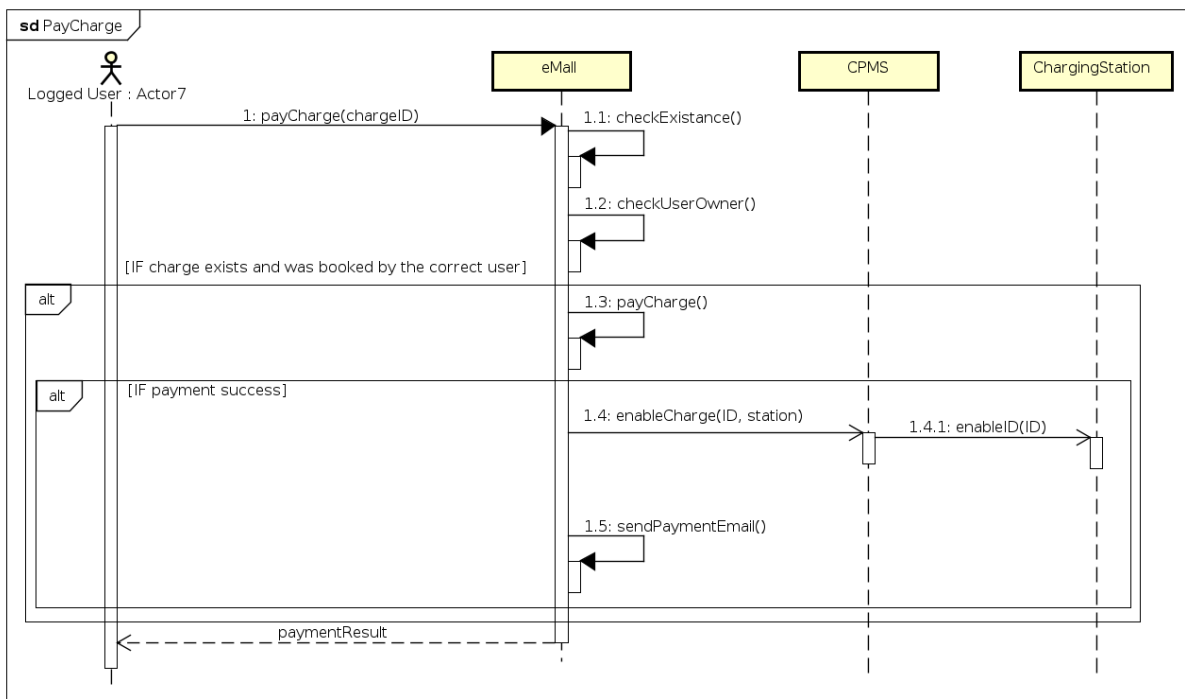 sd PayCharge
Logged User : Actor7
eMall
CPMS
ChargingStation
1: payCharge(chargeID)
1.1: checkExistance()
1.2: checkUserOwner()
[IF charge exists and was booked by the correct user]
alt
1.3: payCharge()
alt
[IF payment success]
1.4: enableCharge(ID, station)
1.4.1: enableID(ID)
1.5: sendPaymentEmail()
paymentResult